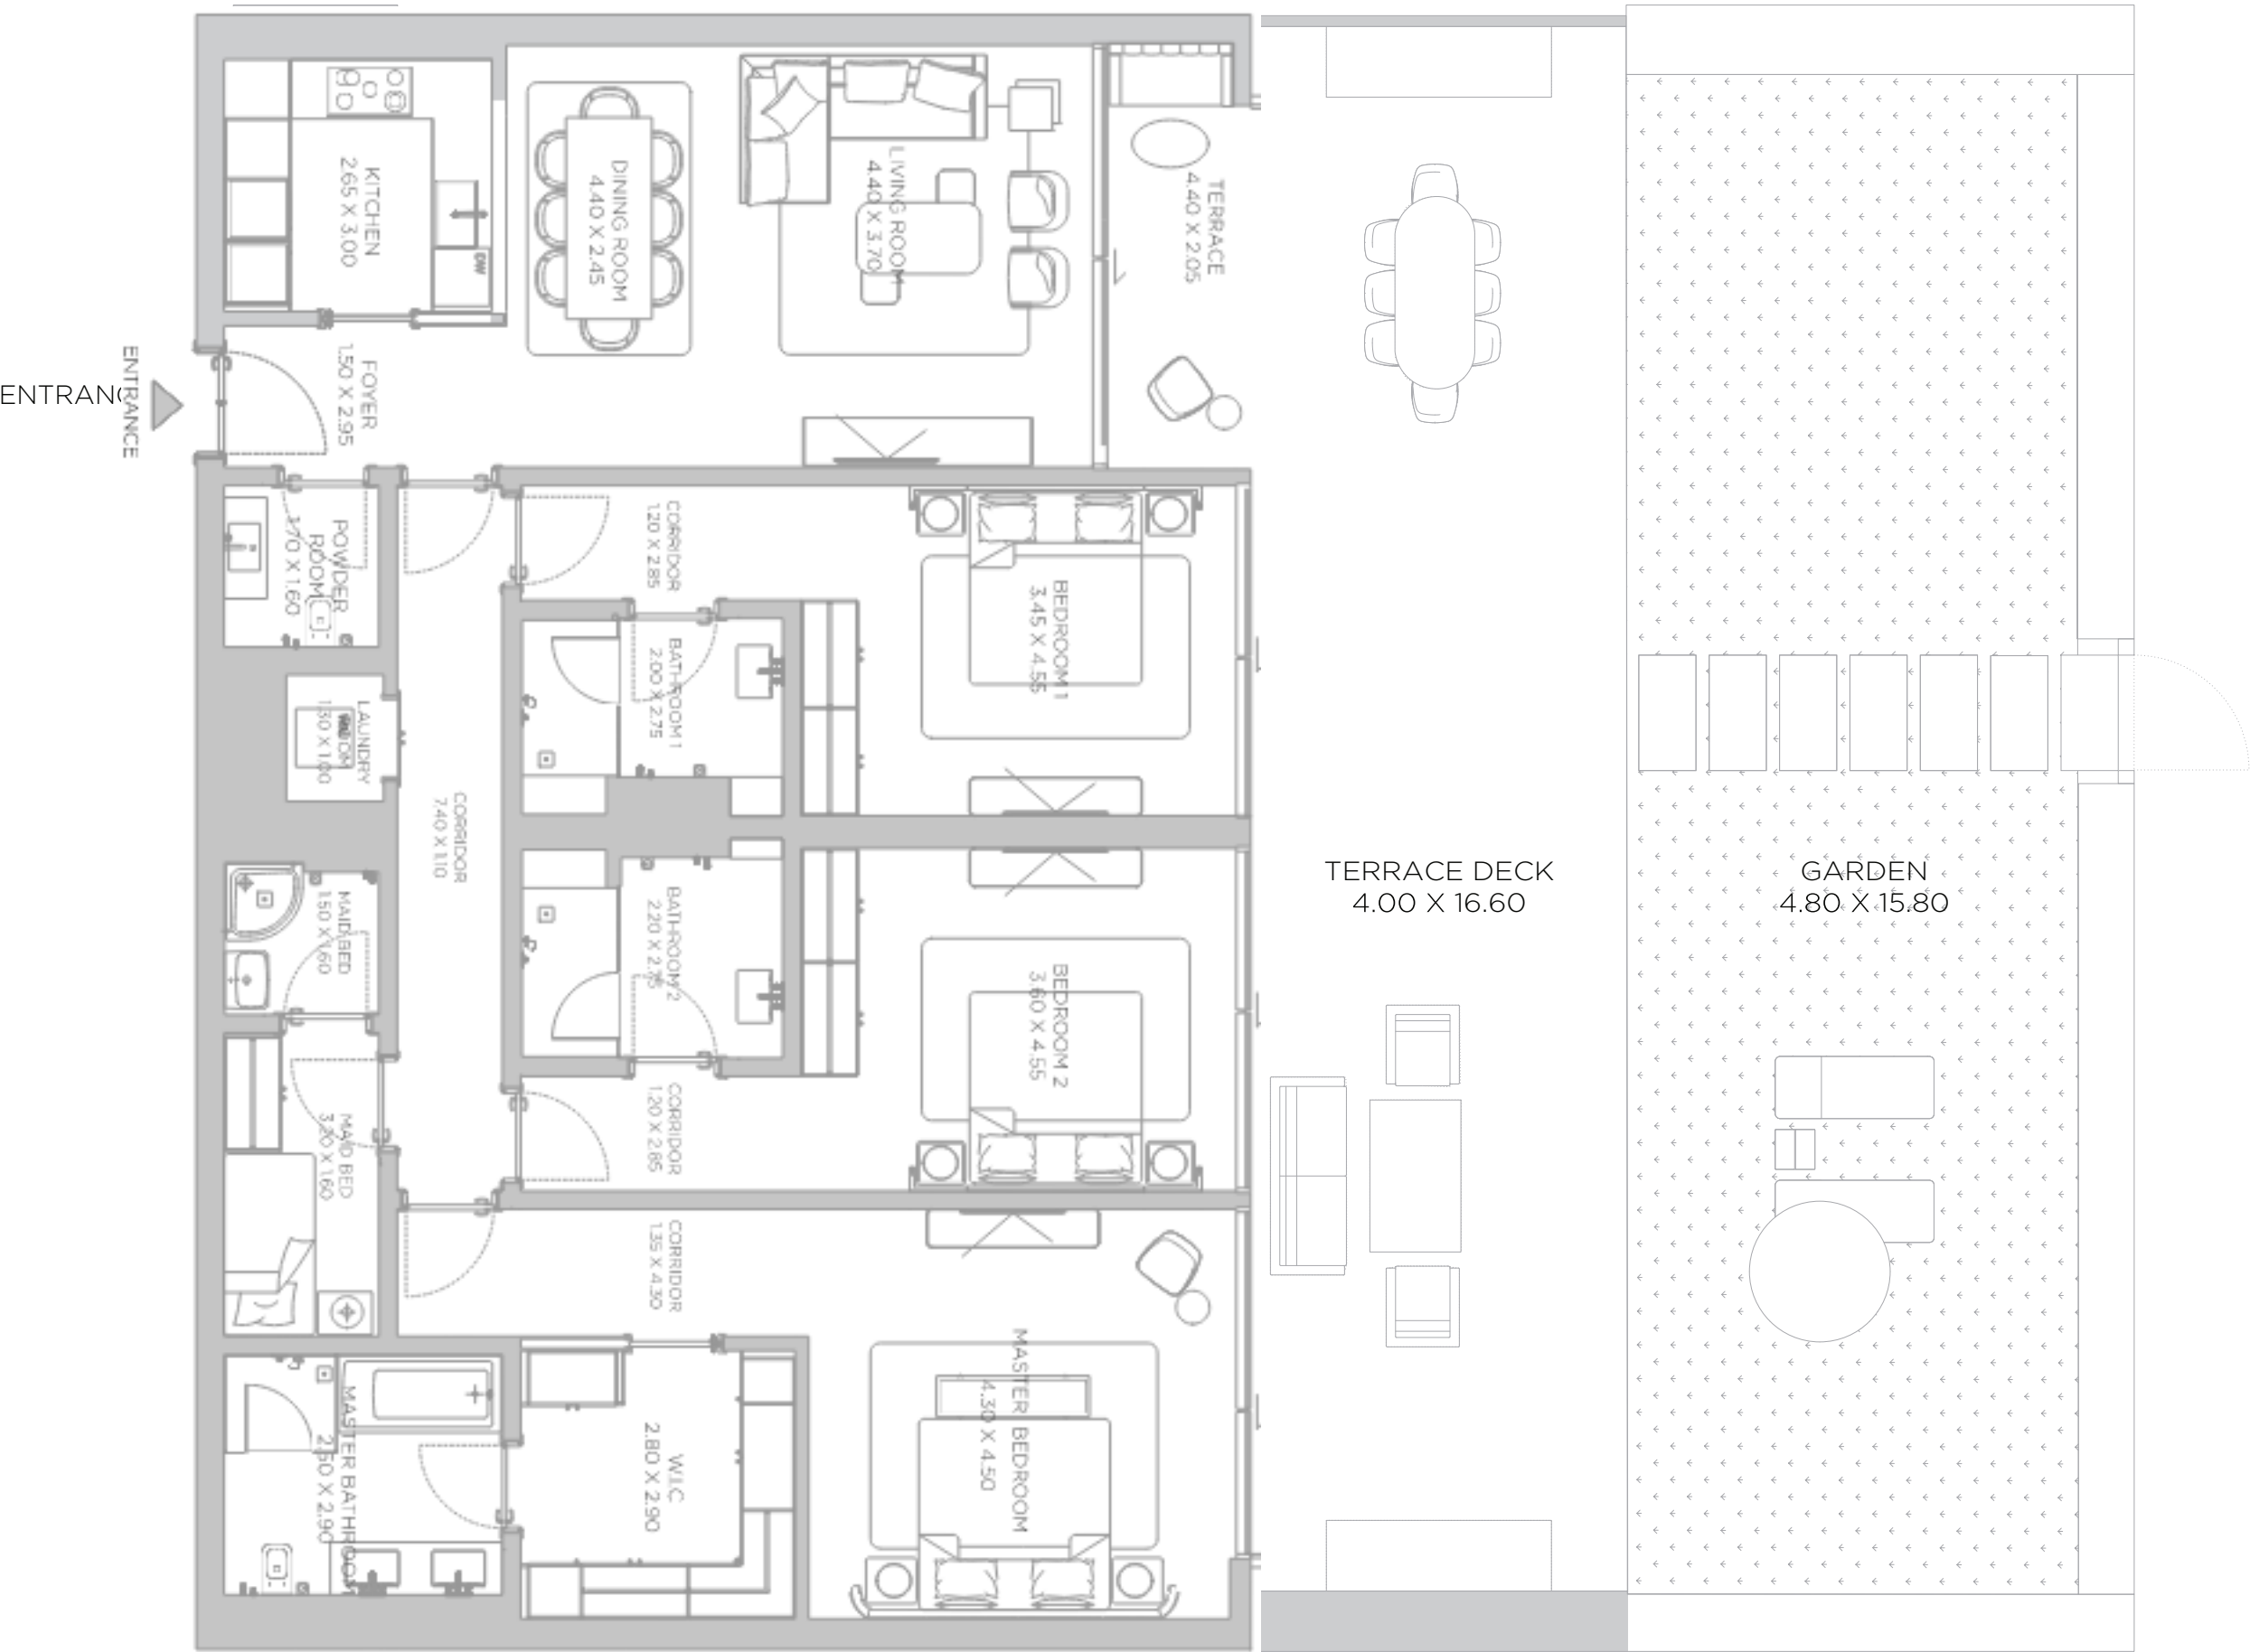 KITCHEN
2.65 X 3.00
DINING ROOM
4.40 X 2.45
LIVING ROOM
4.40 X 3.70
TERRACE
4.40 X 2.05
ENTRANC
ENTRANCE
FOYER
1.50 X 2.95
POWDER
ROOM
1.70 X 1.60
CORRIDOR
1.20 X 2.85
BEDROOM 1
3.45 X 4.55
BATHROOM 1
2.00 X 2.75
LAUNDRY
ROOM
1.30 X 1.00
CORRIDOR
7.40 X 1.10
MAID BED
1.50 X 1.60
BATHROOM 2
2.20 X 2.75
BEDROOM 2
3.60 X 4.55
TERRACE DECK
4.00 X 16.60
GARDEN
4.80 X 15.80
MAID BED
3.20 X 1.60
CORRIDOR
1.20 X 2.85
CORRIDOR
1.35 X 4.30
MASTER BEDROOM
4.30 X 4.50
MASTER BATHROOM
X 2.90
W.I.C
2.80 X 2.90
DW